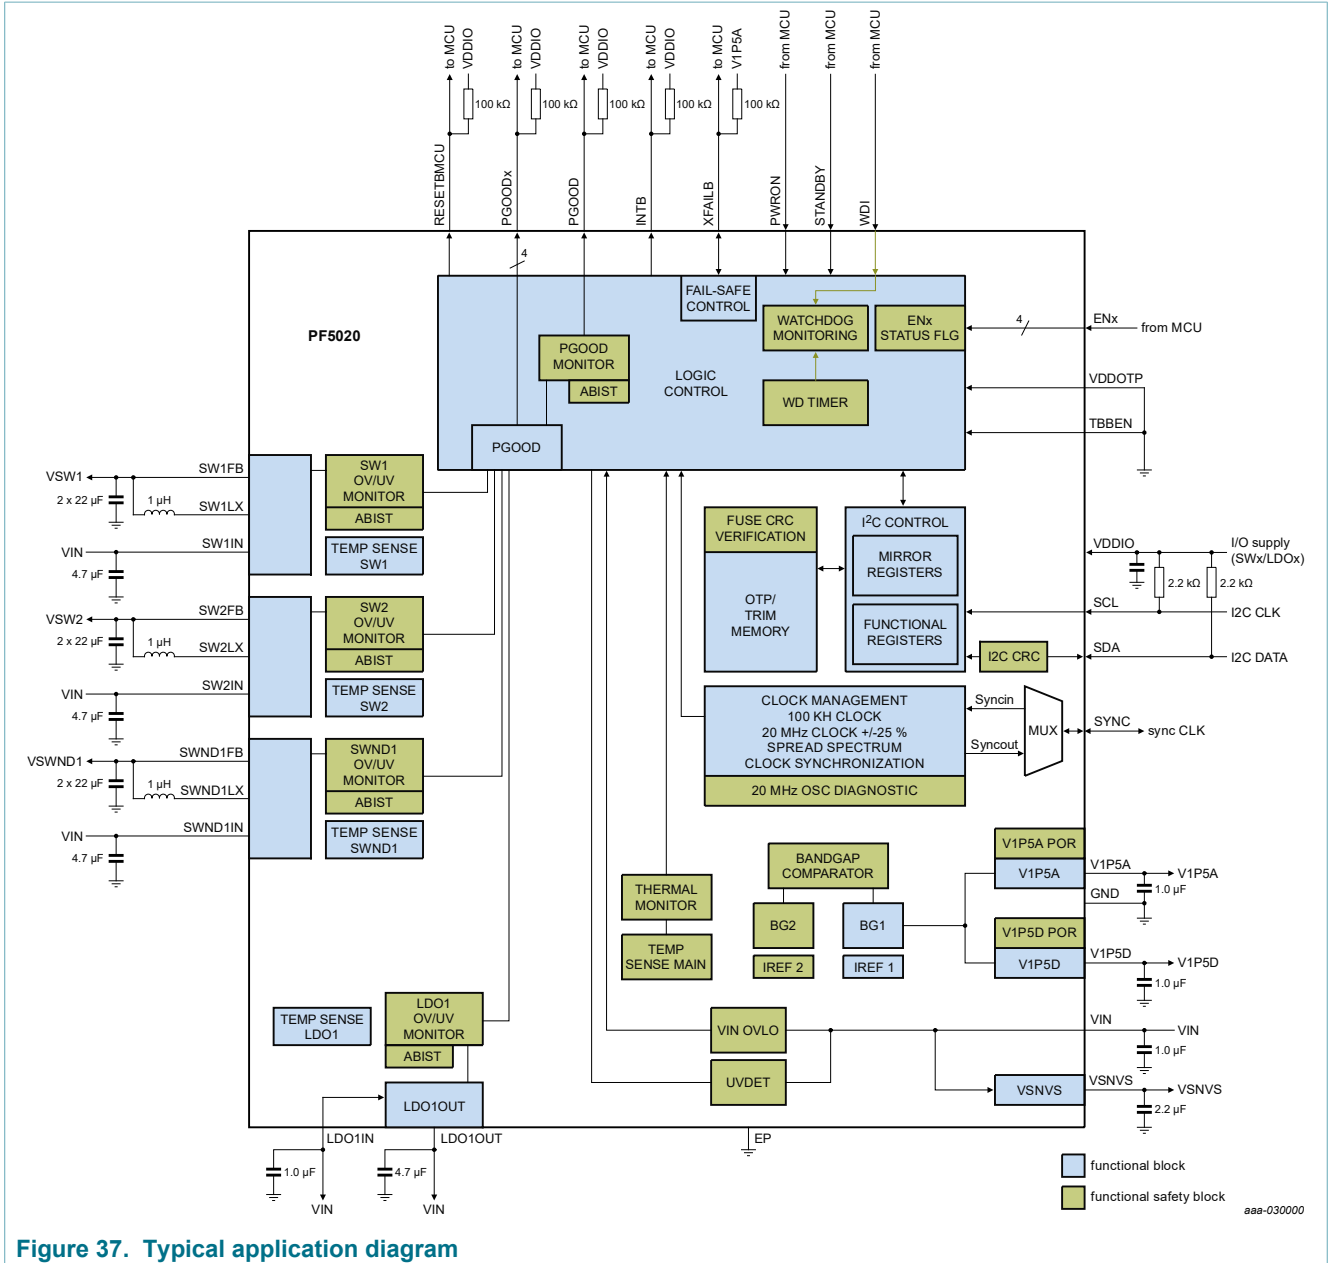 to MCU
VDDIO
to MCU
VDDIO
to MCU
VDDIO
to MCU
VDDIO
to MCU
V1P5A
from MCU
from MCU
from MCU
100 kΩ
100 kΩ
100 kΩ
100 kΩ
100 kΩ
RESETBMCU
PGOODx
PGOOD
INTB
XFAILB
PWRON
STANDBY
WDI
4
PF5020
FAIL-SAFE
CONTROL
WATCHDOG
MONITORING
ENx
STATUS FLG
4
ENx
from MCU
PGOOD
MONITOR
ABIST
LOGIC
CONTROL
WD TIMER
VDDOTP
TBBEN
PGOOD
VSW1
SW1FB
2 x 22 µF
1 µH
SW1LX
VIN
SW1IN
4.7 µF
SW1
OV/UV
MONITOR
ABIST
TEMP SENSE
SW1
VSW2
SW2FB
2 x 22 µF
1 µH
SW2LX
VIN
SW2IN
4.7 µF
SW2
OV/UV
MONITOR
ABIST
TEMP SENSE
SW2
VSWND1
SWND1FB
2 x 22 µF
1 µH
SWND1LX
VIN
SWND1IN
4.7 µF
SWND1
OV/UV
MONITOR
ABIST
TEMP SENSE
SWND1
FUSE CRC
VERIFICATION
OTP/
TRIM
MEMORY
I2C CONTROL
MIRROR
REGISTERS
FUNCTIONAL
REGISTERS
I2C CRC
VDDIO
I/O supply
(SWx/LDOx)
2.2 kΩ
2.2 kΩ
SCL
I2C CLK
SDA
I2C DATA
CLOCK MANAGEMENT
100 KH CLOCK
20 MHz CLOCK +/-25 %
SPREAD SPECTRUM
CLOCK SYNCHRONIZATION
20 MHz OSC DIAGNOSTIC
Syncin
Syncout
MUX
SYNC
sync CLK
THERMAL
MONITOR
TEMP
SENSE MAIN
BANDGAP
COMPARATOR
BG2
BG1
IREF 2
IREF 1
V1P5A POR
V1P5A
V1P5A
V1P5A
1.0 µF
GND
V1P5D POR
V1P5D
V1P5D
V1P5D
1.0 µF
TEMP SENSE
LDO1
LDO1
OV/UV
MONITOR
ABIST
LDO1OUT
VIN OVLO
UVDET
VIN
VIN
1.0 µF
VSNVS
VSNVS
VSNVS
2.2 µF
LDO1IN
LDO1OUT
EP
1.0 µF
4.7 µF
VIN
VIN
functional block
functional safety block
aaa-030000
Figure 37. Typical application diagram